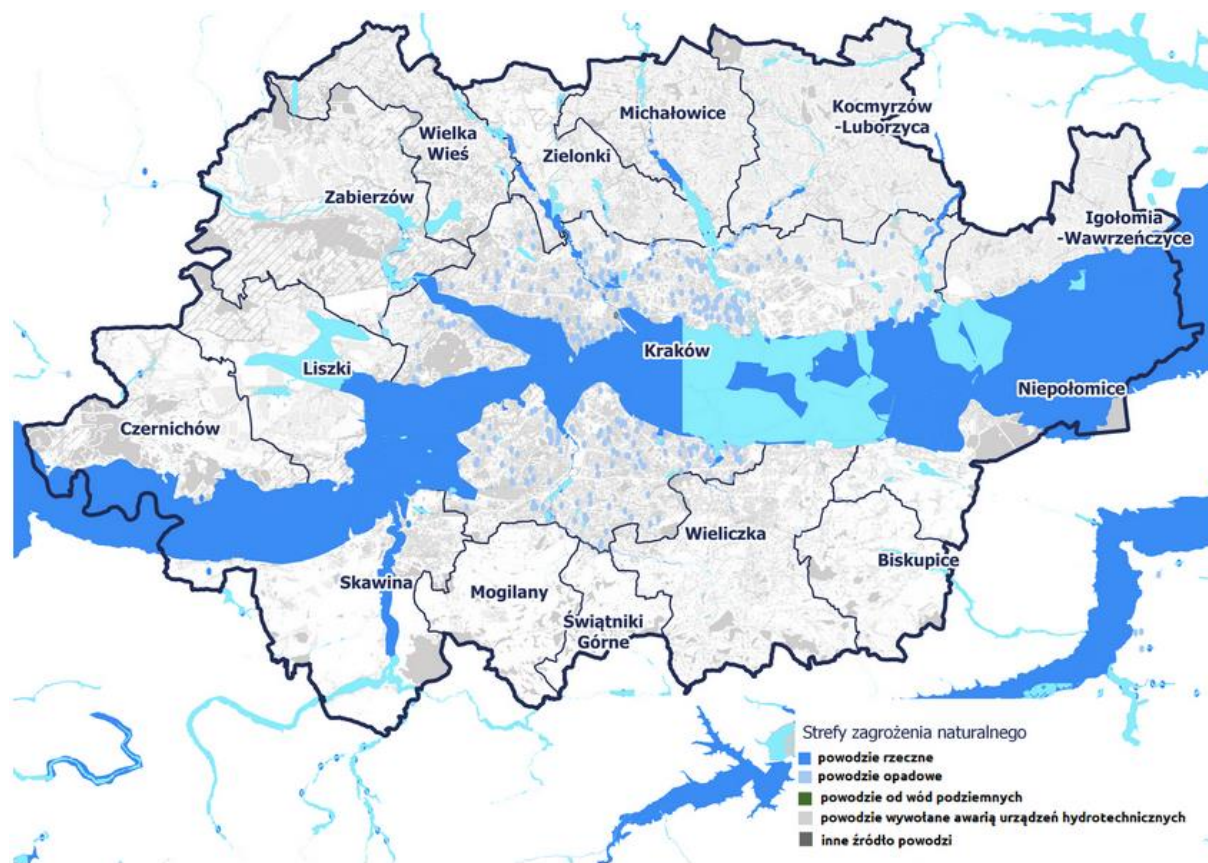 Michałowice
Kocmyrzów
-Luborzyca
Wielka
Wieś
Zielonki
Zabierzów
Igołomia
-Wawrzeńczyce
Kraków
Liszki
Niepołomice
Czernichów
Wieliczka
Biskupice
Skawina
Mogilany
Świątniki
Górne
Strefy zagrożenia naturalnego
powodzie rzeczne
powodzie opadowe
powodzie od wód podziemnych
powodzie wywołane awarią urządzeń hydrotechnicznych
inne źródło powodzi